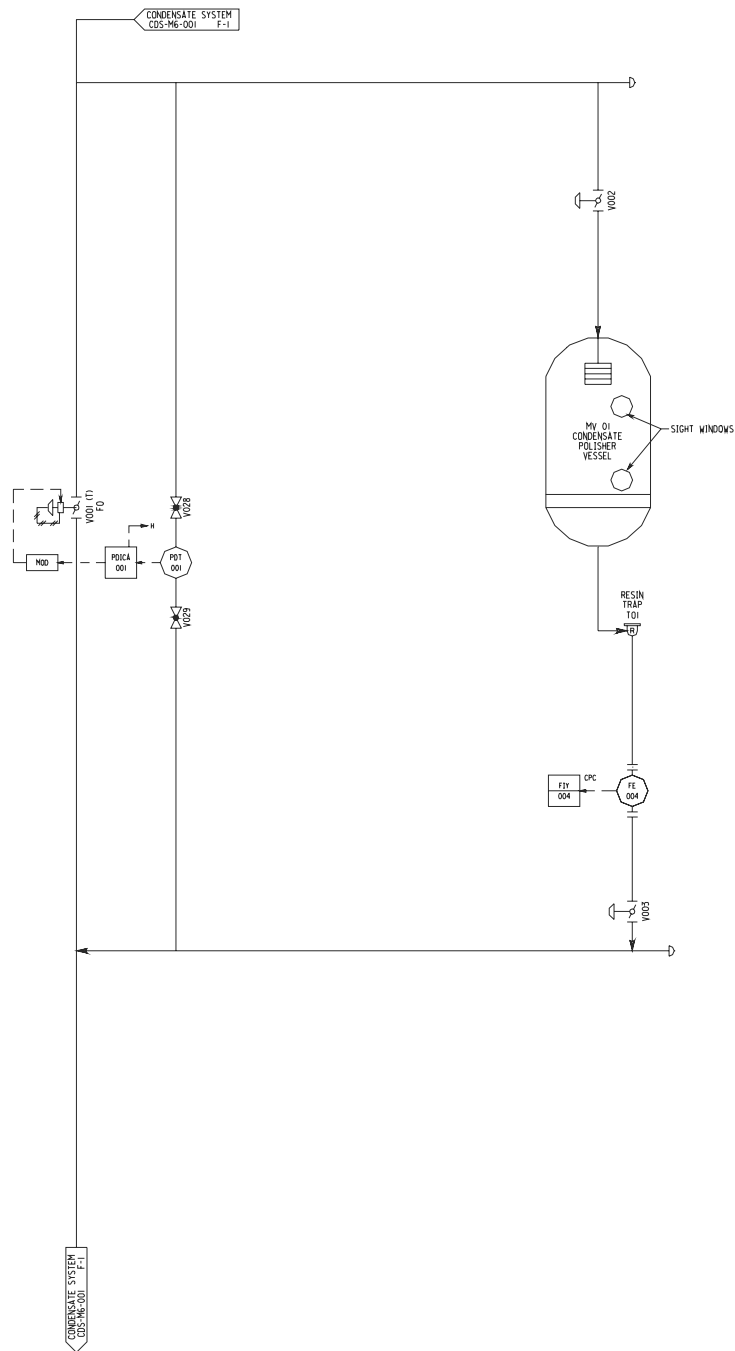 CONDENSATE SYSTEM
CDS-M6-001 F-1
V002
MV 01
CONDENSATE
POLISHER
VESSEL
SIGHT WINDOWS
V001 (T)
FO
V028
H
MOD
PDICA
001
PDT
001
V029
RESIN
TRAP
T01
R
FIY
004
CPC
FE
004
V003
CONDENSATE SYSTEM
CDS-M6-001 F-1